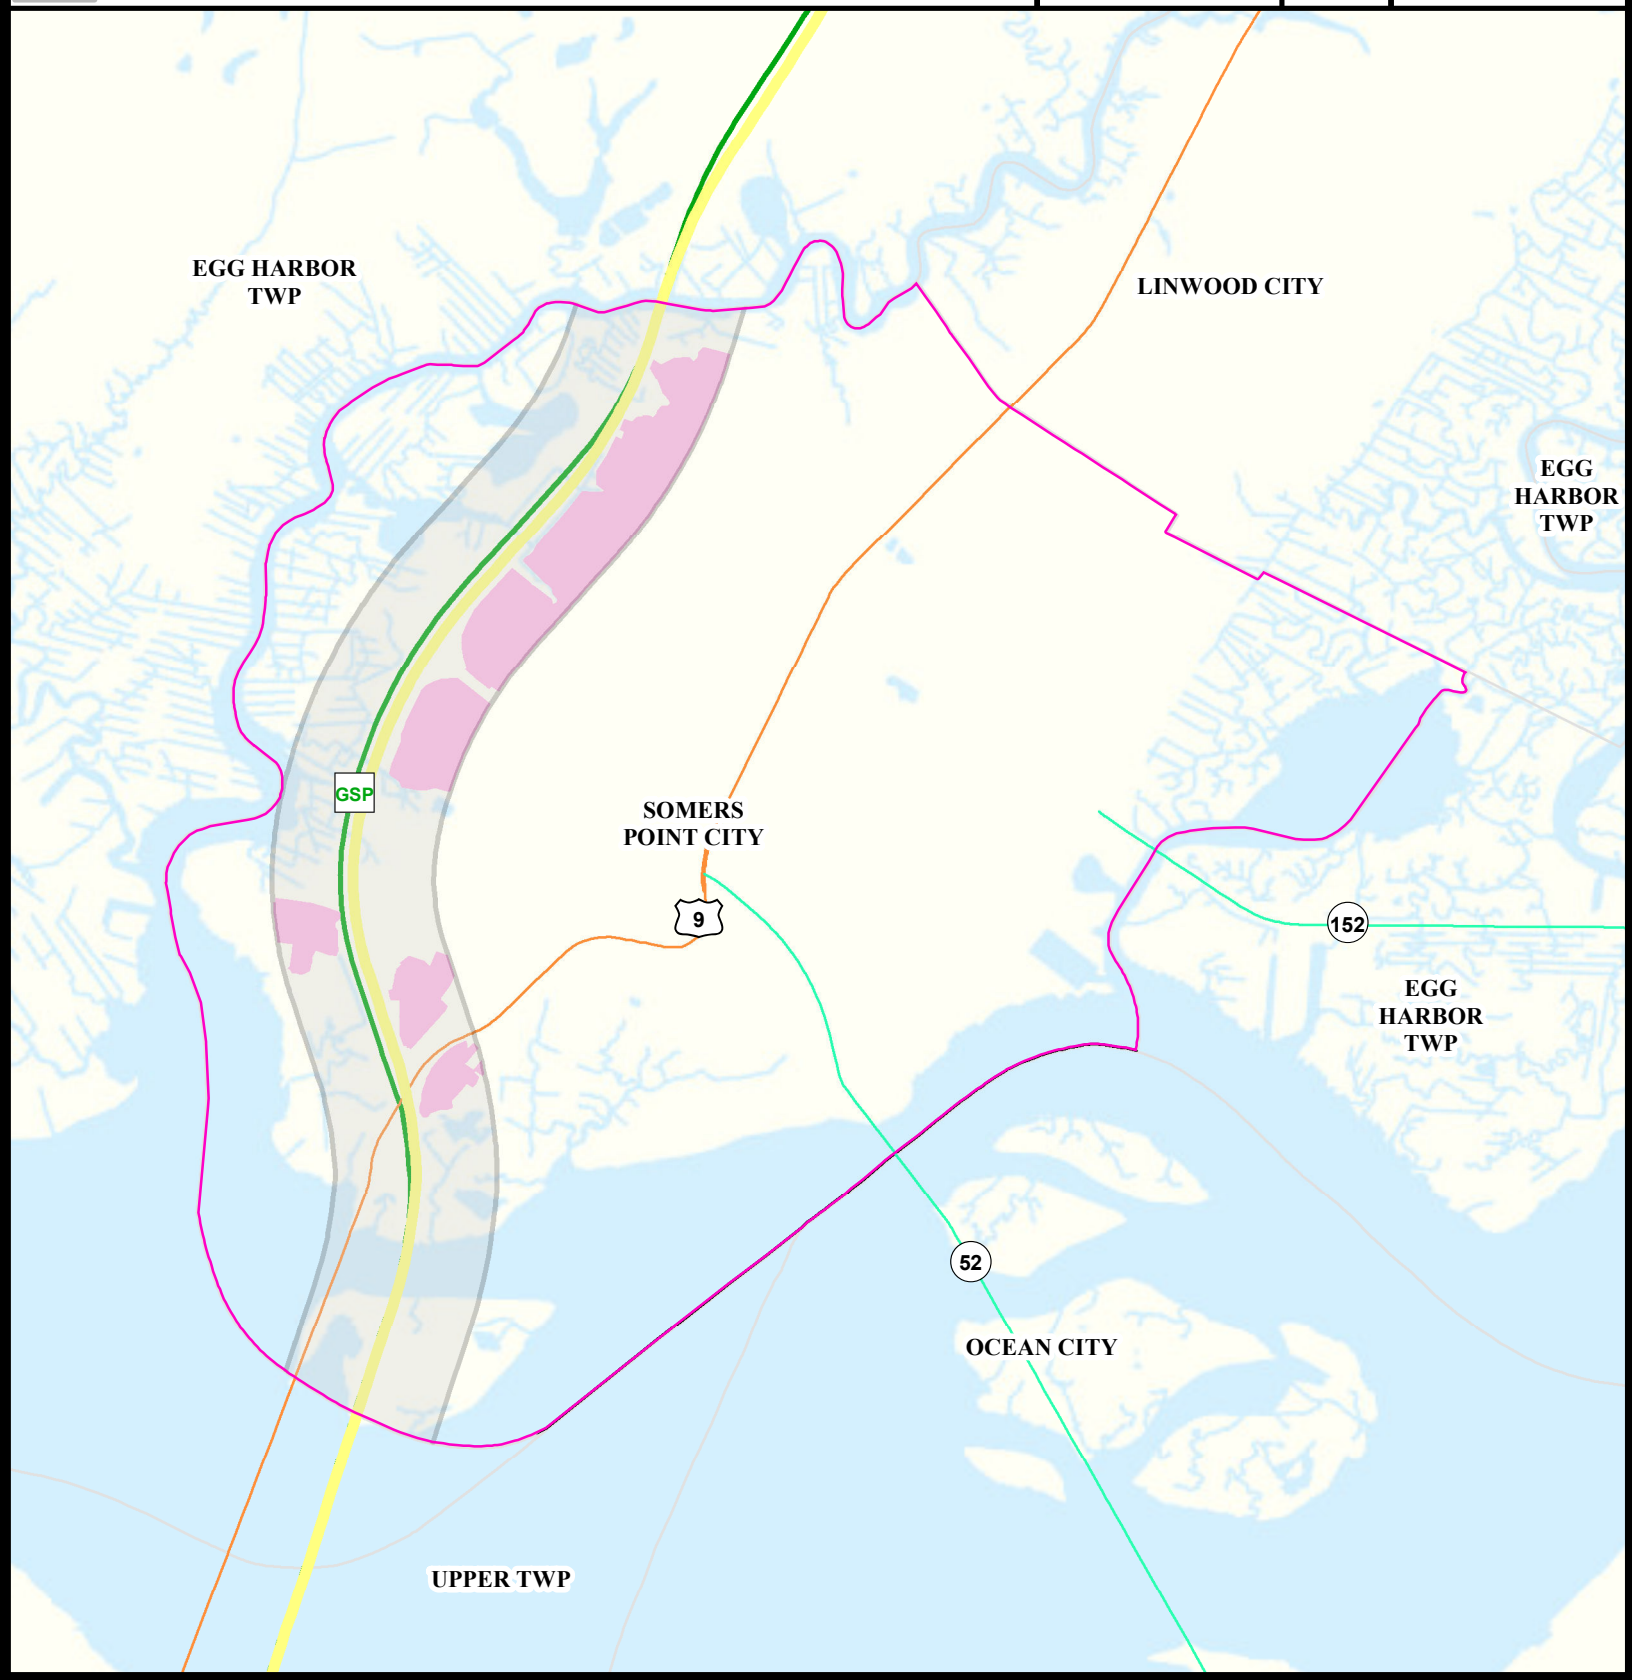 EGG HARBOR
TWP
LINWOOD CITY
EGG
HARBOR
TWP
GSP
SOMERS
POINT CITY
9
152
EGG
HARBOR
TWP
52
OCEAN CITY
UPPER TWP